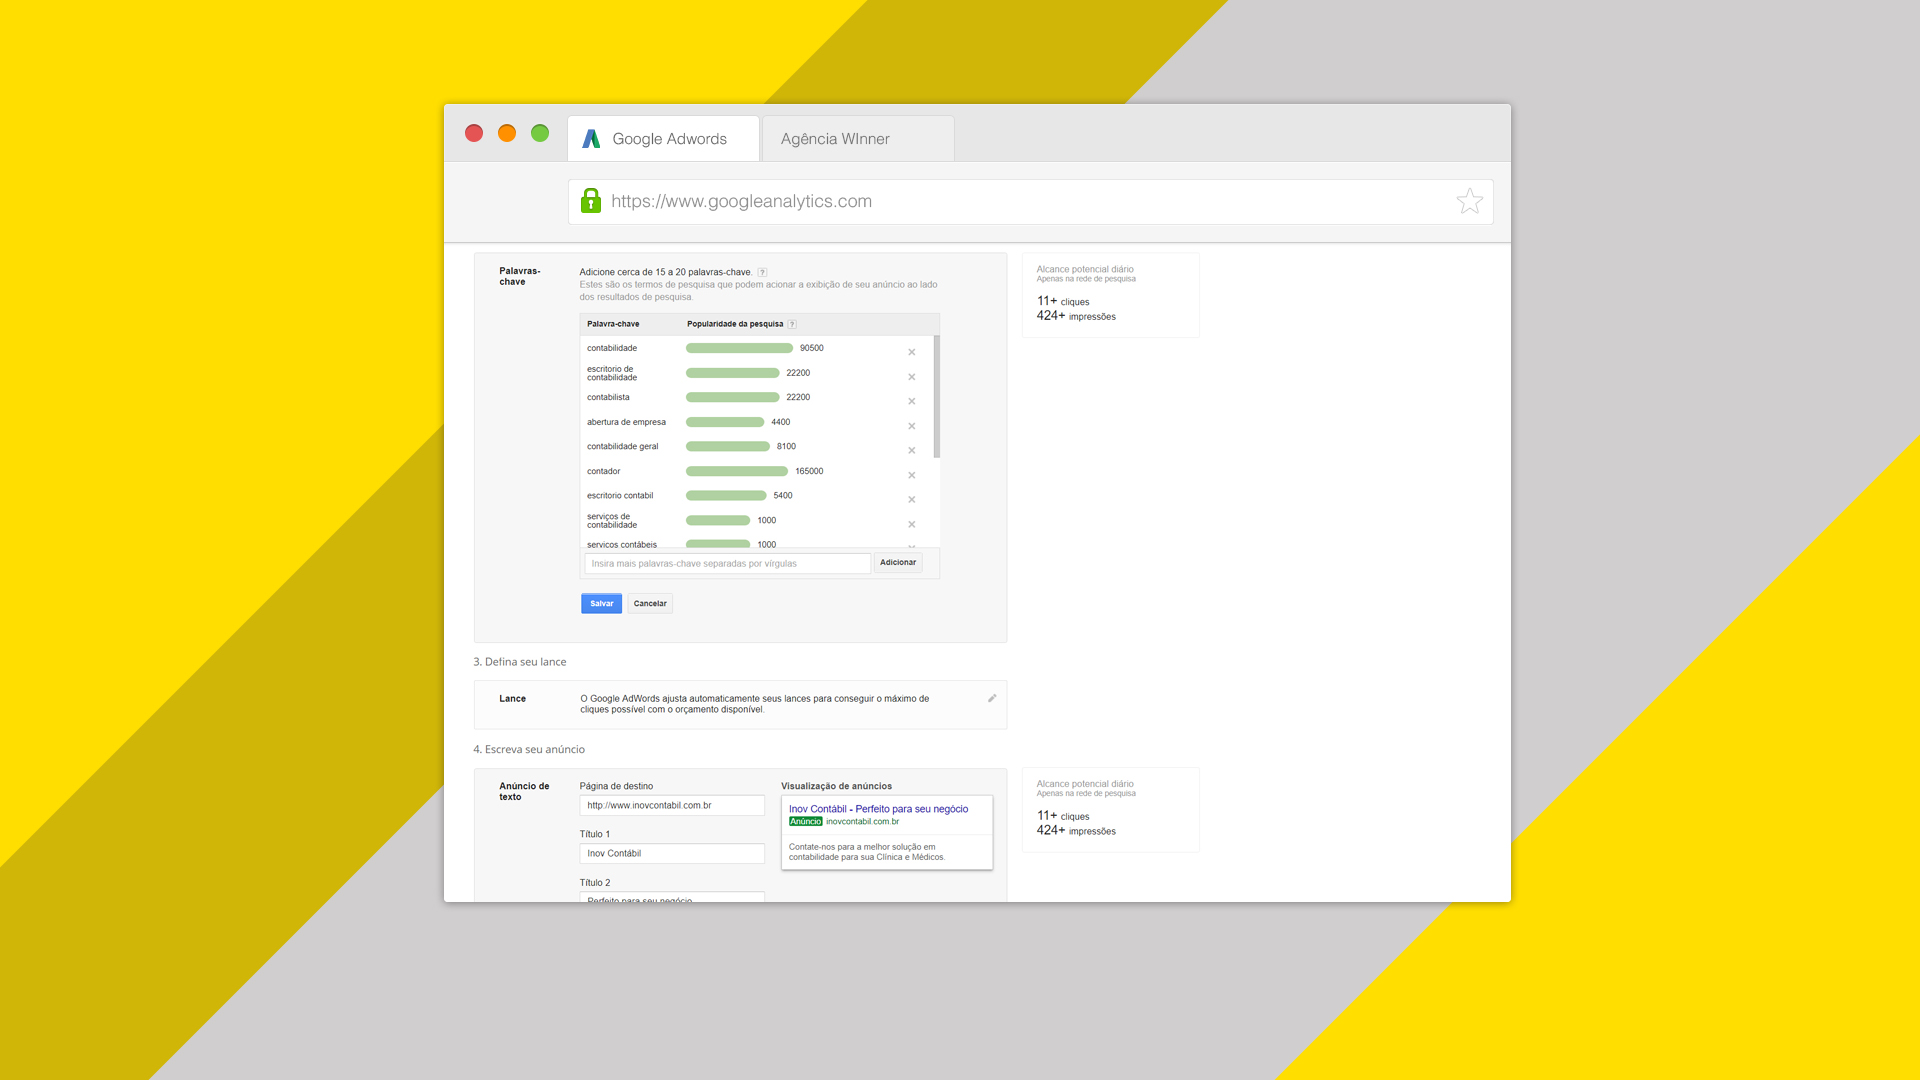 Google Adwords
Agência WInner
https://www.googleanalytics.com
Palavras-
chave
Adicione cerca de 15 a 20 palavras-chave. ?
Estes são os termos de pesquisa que podem acionar a exibição de seu anúncio ao lado
dos resultados de pesquisa.
Palavra-chave Popularidade da pesquisa ?
contabilidade 90500
escritorio de
contabilidade 22200
contabilista 22200
abertura de empresa 4400
contabilidade geral 8100
contador 165000
escritorio contabil 5400
serviços de
contabilidade 1000
serviços contábeis 1000
Insira mais palavras-chave separadas por vírgulas Adicionar
Salvar Cancelar
Alcance potencial diário
Apenas na rede de pesquisa
11+ cliques
424+ impressões
3. Defina seu lance
Lance
O Google AdWords ajusta automaticamente seus lances para conseguir o máximo de
cliques possível com o orçamento disponível.
4. Escreva seu anúncio
Anúncio de
texto
Página de destino
http://www.inovcontabil.com.br
Título 1
Inov Contábil
Título 2
Perfeito para seu negócio
Visualização de anúncios
Inov Contábil - Perfeito para seu negócio
Anúncio inovcontabil.com.br
Contate-nos para a melhor solução em
contabilidade para sua Clínica e Médicos.
Alcance potencial diário
Apenas na rede de pesquisa
11+ cliques
424+ impressões